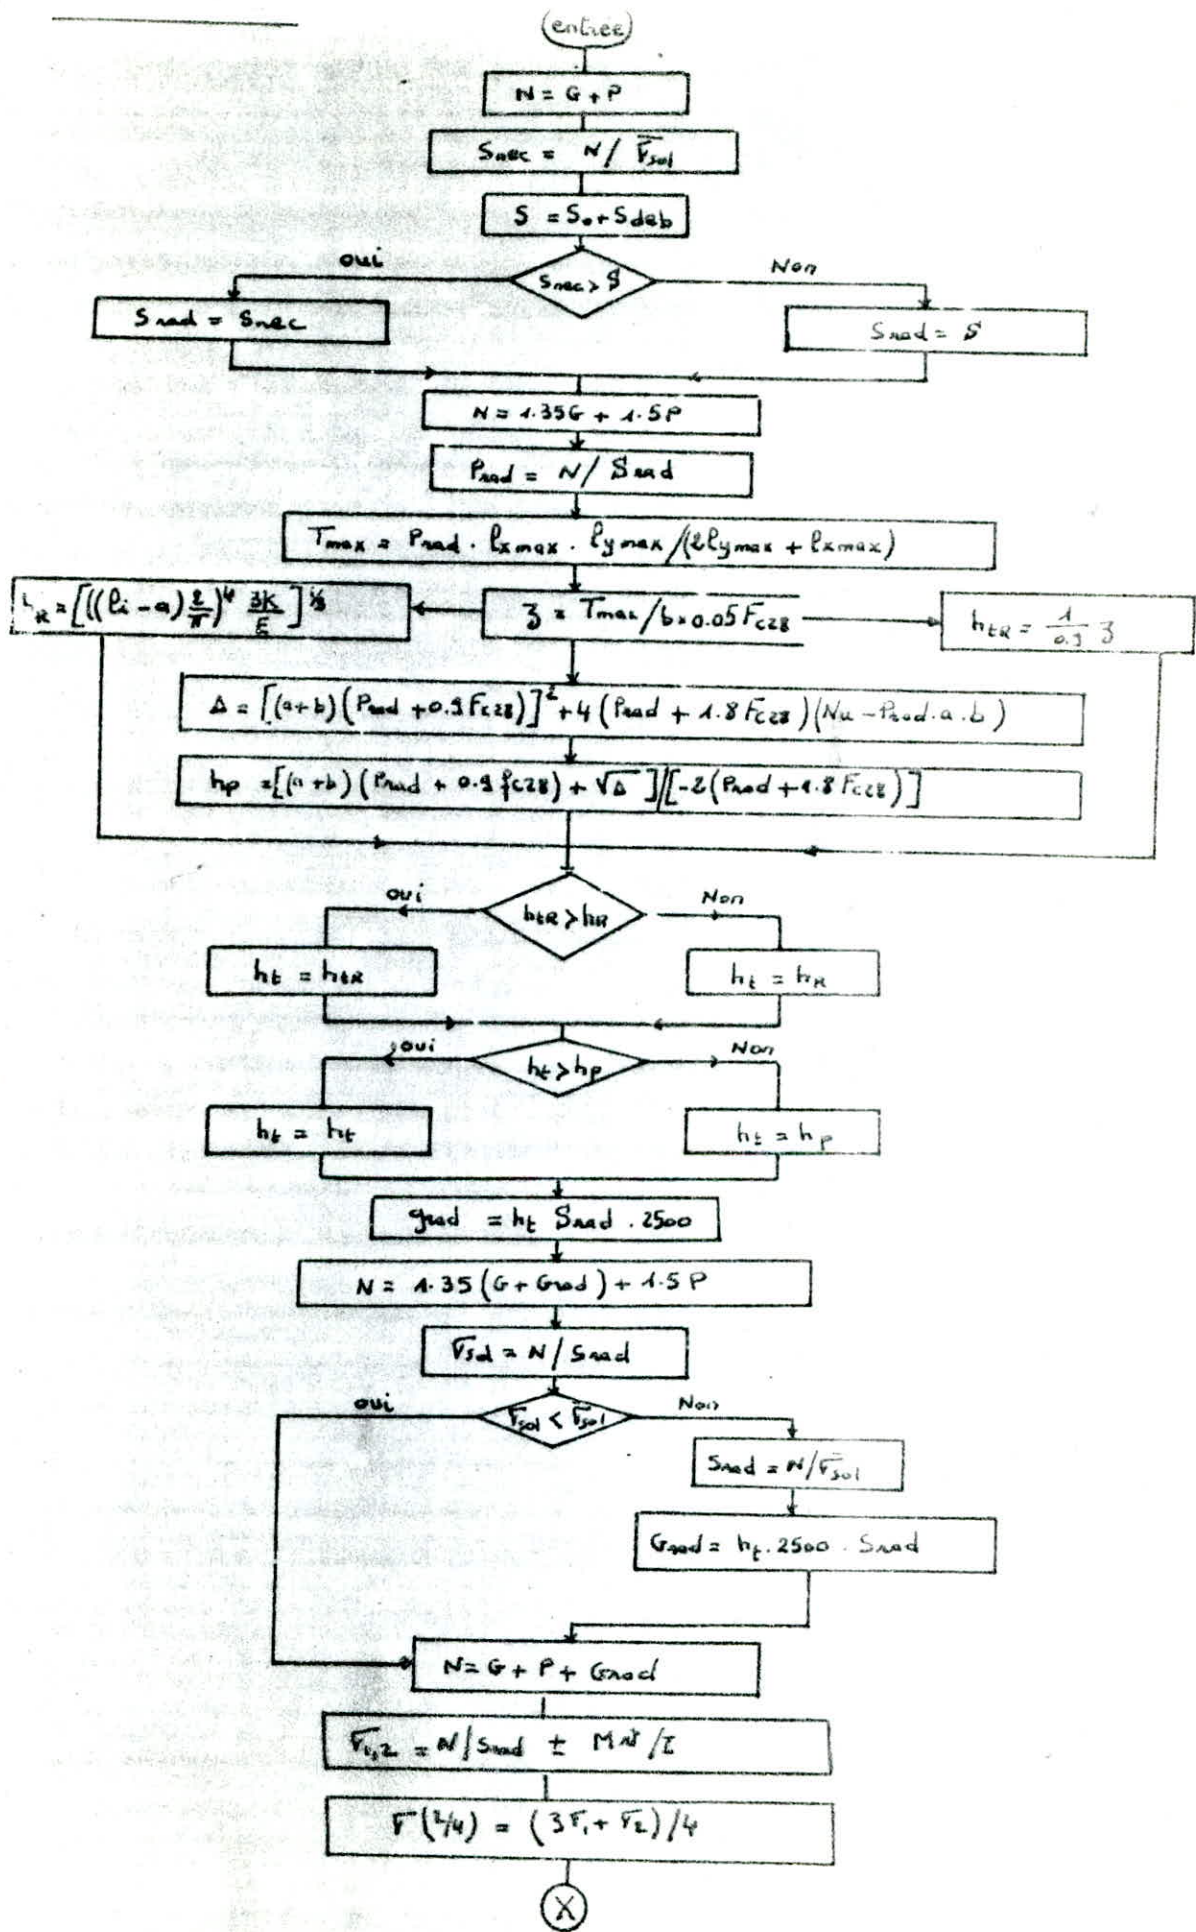 (entrée)
N = G + P
Snec = N / σ̅sol
S = S₀ + Sdeb
oui
Snec > S
Non
Srad = Snec
Srad = S
N = 1.35G + 1.5P
Prad = N / Srad
Tmax = Prad . lxmax . lymax / (2lymax + lxmax)
hR = [((li - a) 2/π)⁴ 3K/E]^1/3
z = Tmax / b × 0.05 Fc28
htR = 1/0.9 z
Δ = [(a+b)(Prad + 0.9 Fc28)]² + 4 (Prad + 1.8 Fc28)(Nu - Prad.a.b)
hp = [(a+b)(Prad + 0.9 fc28) + √Δ] / [-2(Prad + 1.8 Fc28)]
oui
htR > hR
Non
ht = htR
ht = hR
oui
ht > hp
Non
ht = ht
ht = hp
grad = ht Srad . 2500
N = 1.35 (G + Grad) + 1.5 P
σsol = N / Srad
oui
σsol < σ̅sol
Non
Srad = N / σ̅sol
Grad = ht . 2500 . Srad
N = G + P + Grad
σ1,2 = N / Srad ± M v / I
σ (2/4) = (3σ1 + σ2) / 4
X